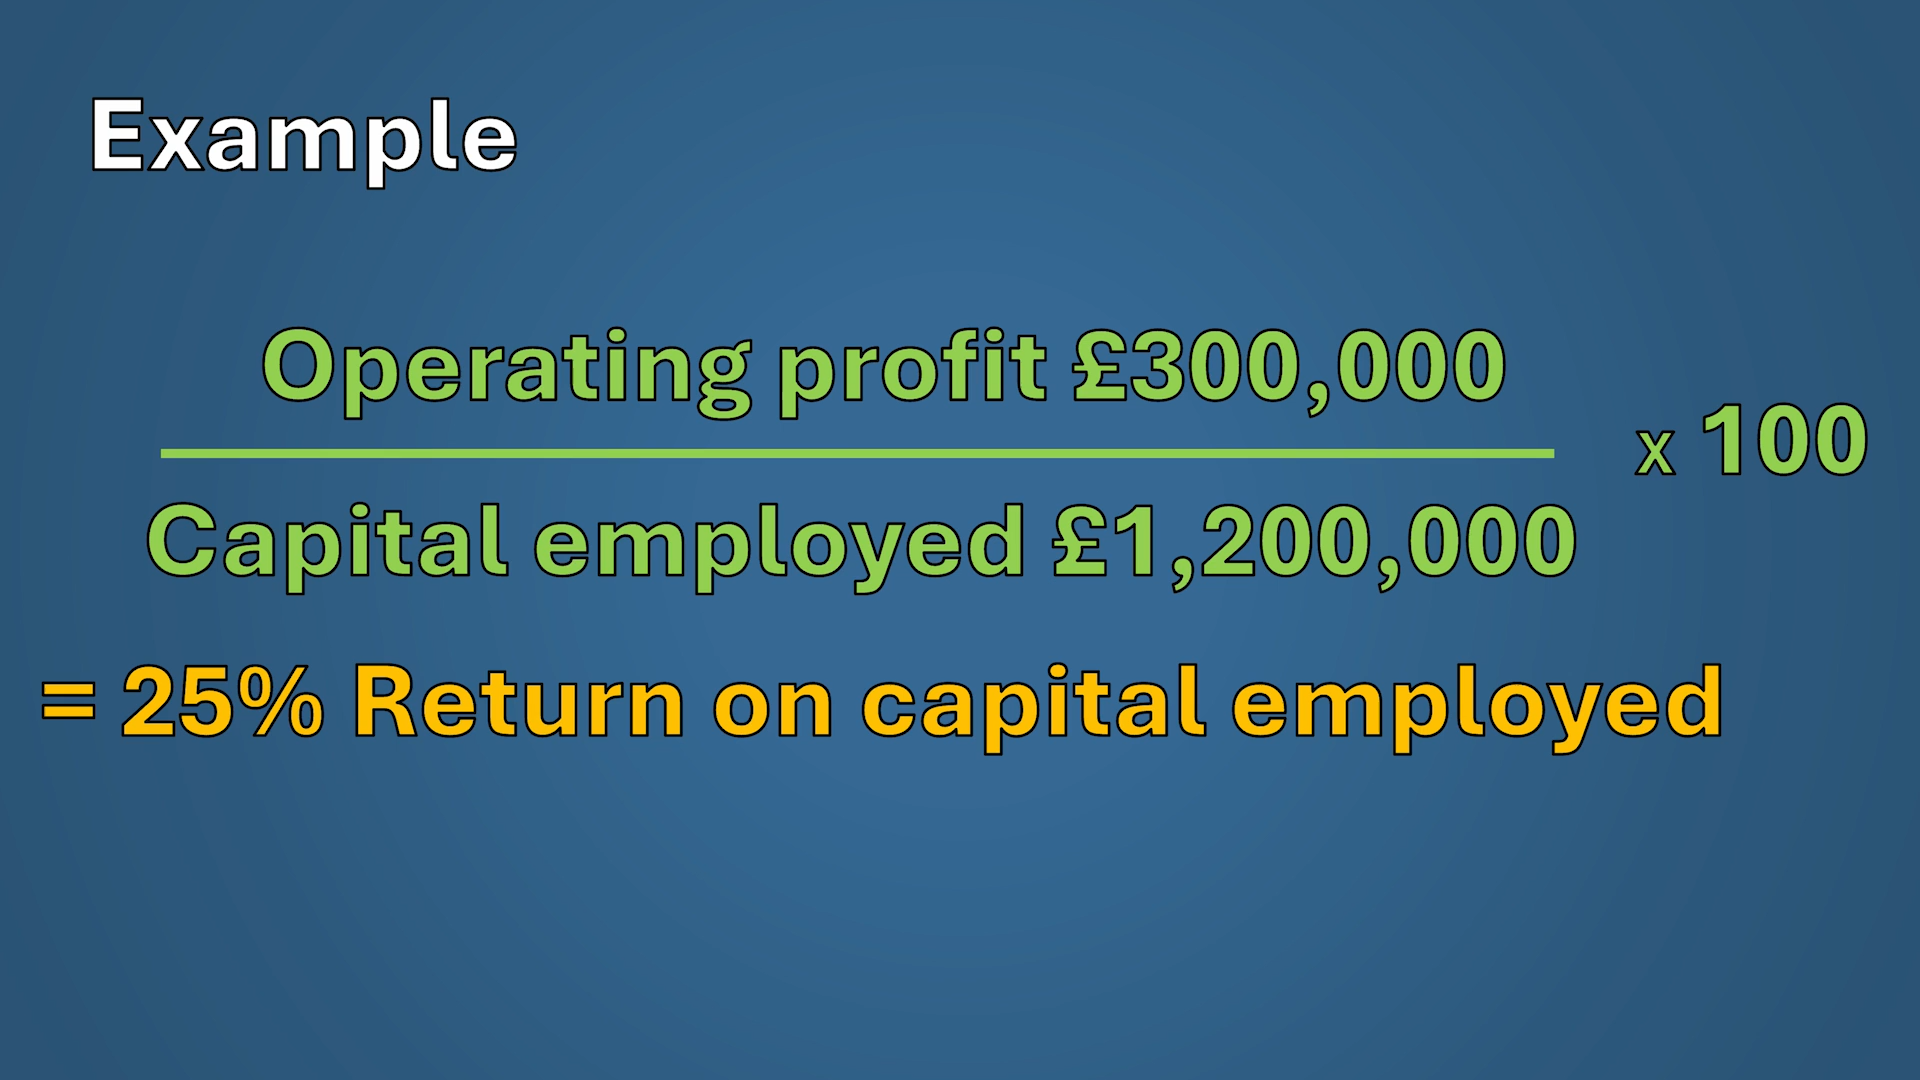 Example
Operating profit £300,000
x 100
Capital employed £1,200,000
= 25% Return on capital employed